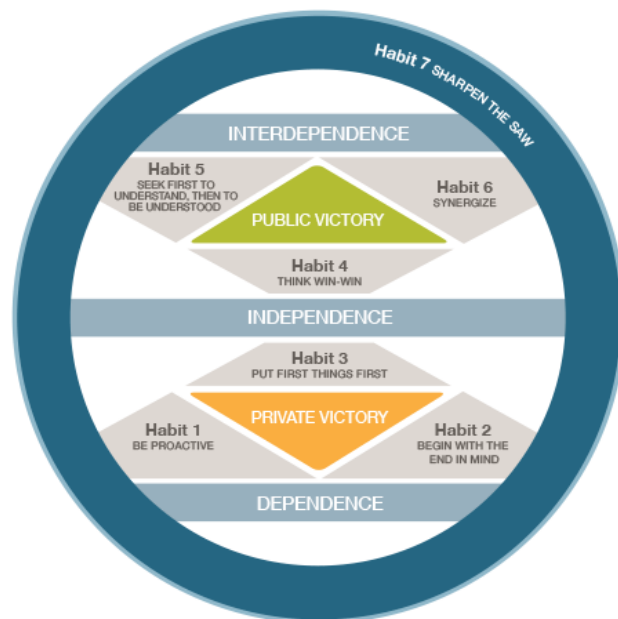 Habit 7 SHARPEN THE SAW
INTERDEPENDENCE
Habit 5
SEEK FIRST TO
UNDERSTAND, THEN TO
BE UNDERSTOOD
Habit 6
SYNERGIZE
PUBLIC VICTORY
Habit 4
THINK WIN-WIN
INDEPENDENCE
Habit 3
PUT FIRST THINGS FIRST
PRIVATE VICTORY
Habit 1
BE PROACTIVE
Habit 2
BEGIN WITH THE
END IN MIND
DEPENDENCE